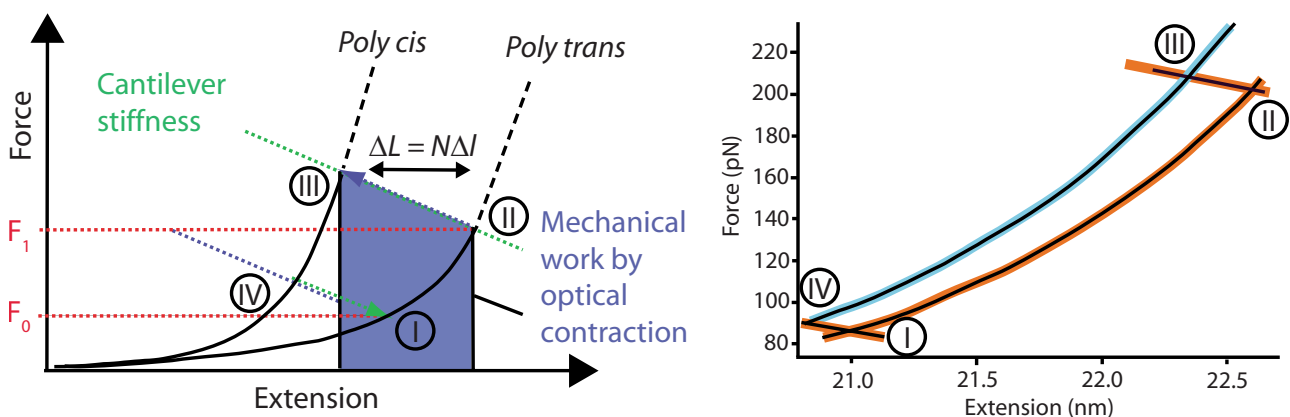 Poly cis
Poly trans
Cantilever
stiffness
ΔL = NΔl
Force
III
II
F1
Mechanical
work by
optical
contraction
IV
F0
I
Extension
220
200
180
160
140
120
100
80
Force (pN)
III
II
IV
I
21.0
21.5
22.0
22.5
Extension (nm)